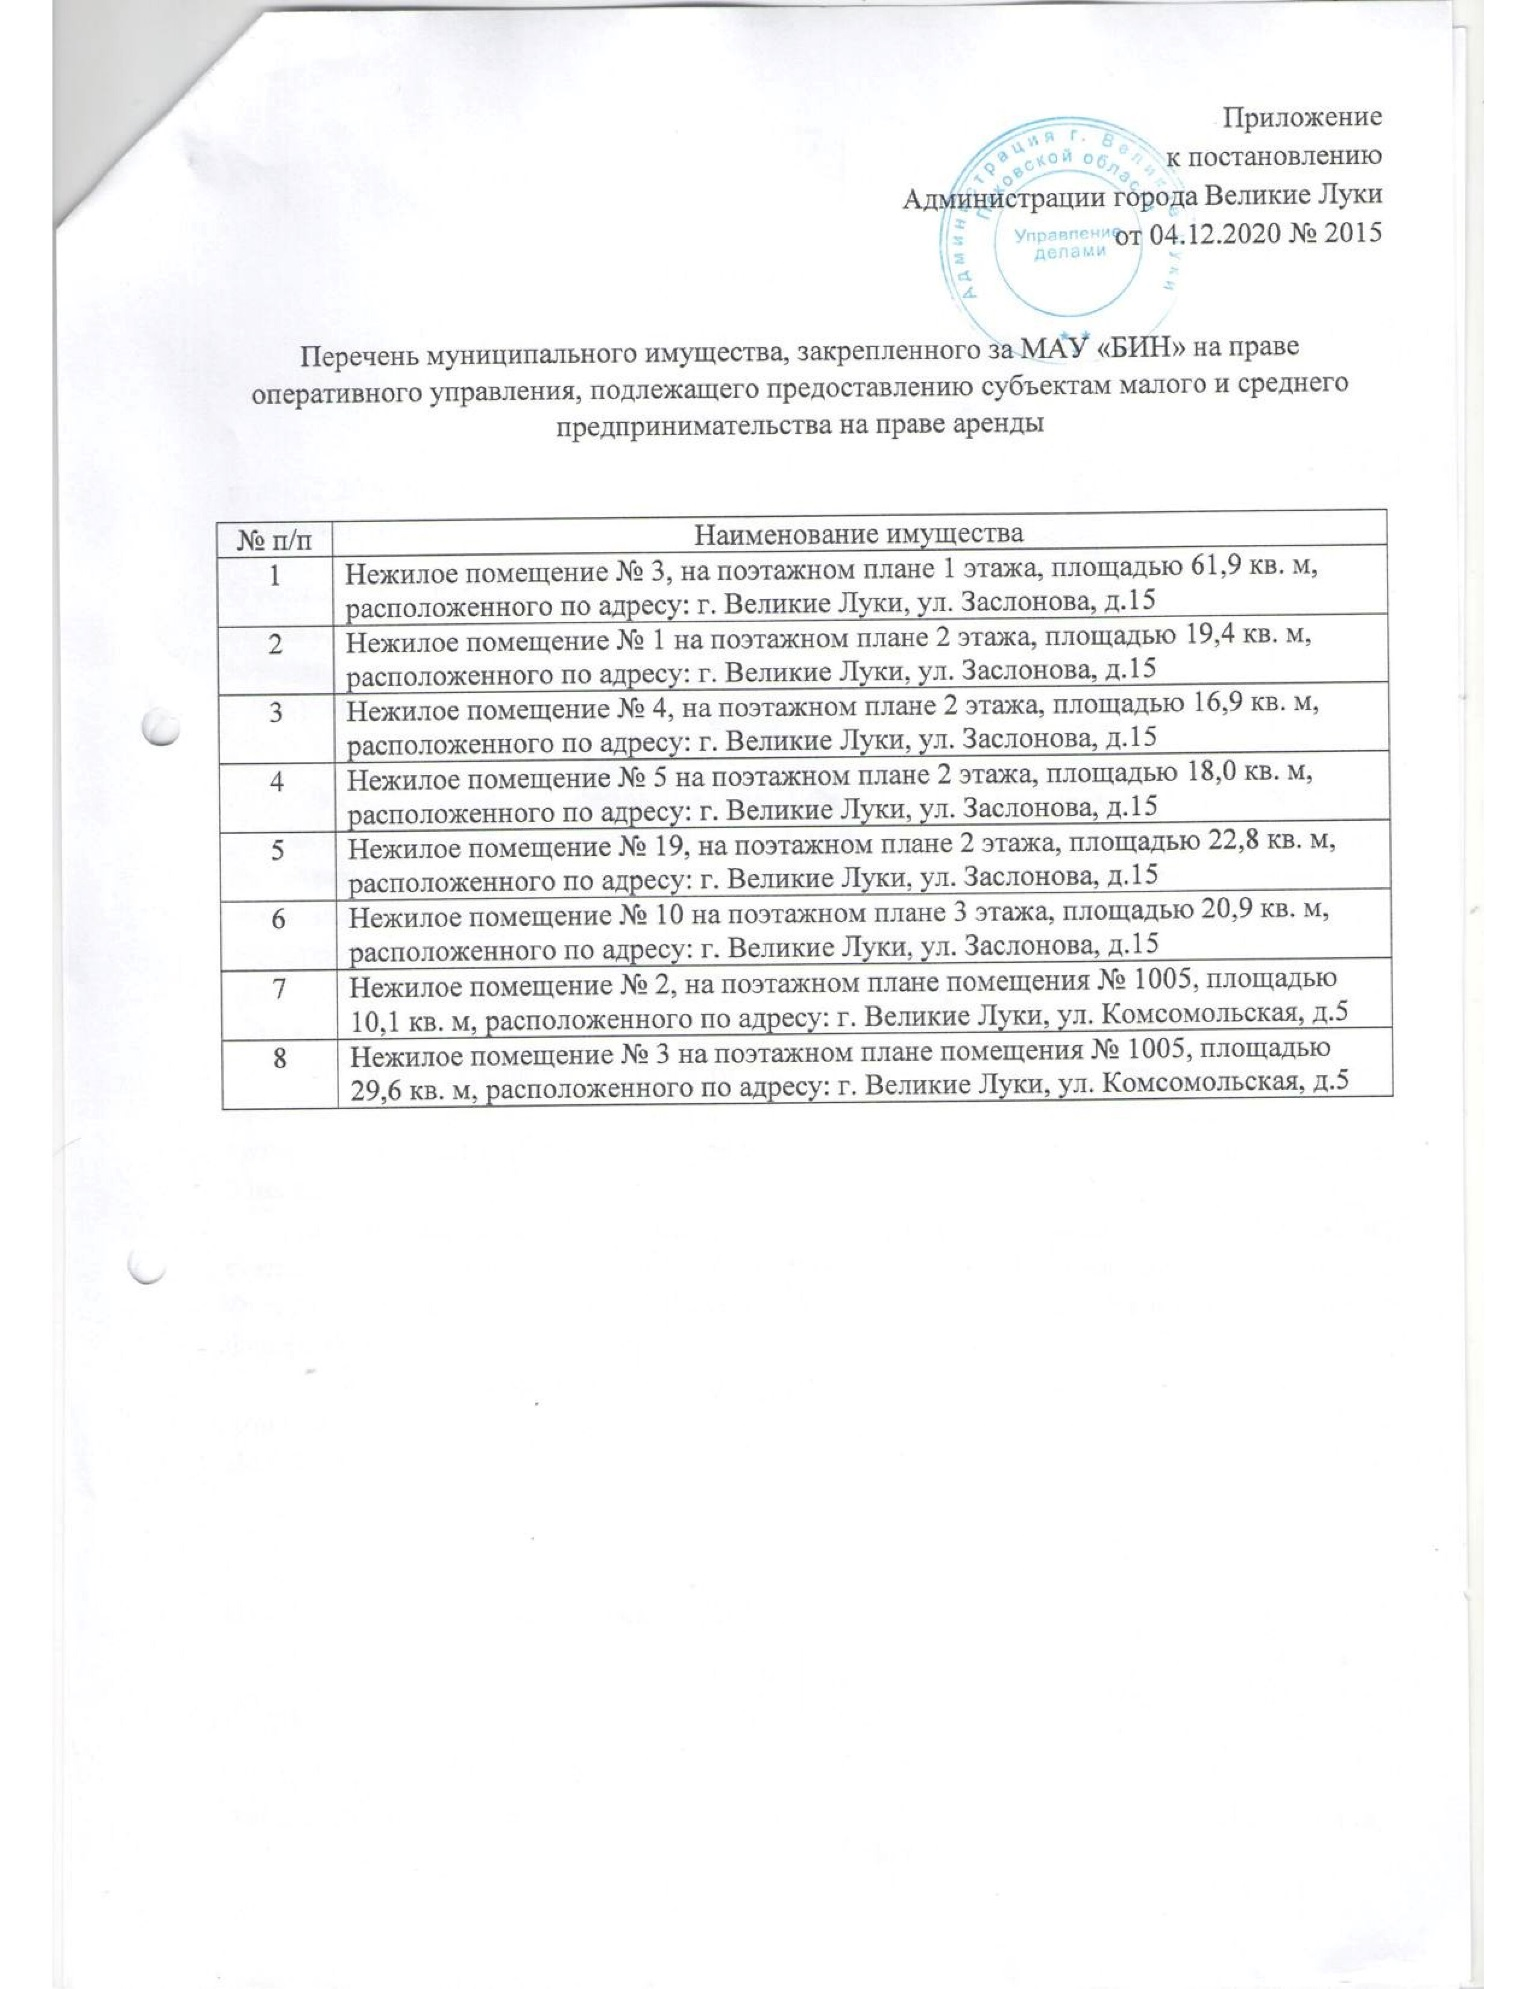 Приложение
к постановлению
Администрации города Великие Луки
от 04.12.2020 № 2015
Администрация г. Великие Луки
Псковской области
Управление
делами
Перечень муниципального имущества, закрепленного за МАУ «БИН» на праве
оперативного управления, подлежащего предоставлению субъектам малого и среднего
предпринимательства на праве аренды
№ п/п Наименование имущества
1 Нежилое помещение № 3, на поэтажном плане 1 этажа, площадью 61,9 кв. м,
расположенного по адресу: г. Великие Луки, ул. Заслонова, д.15
2 Нежилое помещение № 1 на поэтажном плане 2 этажа, площадью 19,4 кв. м,
расположенного по адресу: г. Великие Луки, ул. Заслонова, д.15
3 Нежилое помещение № 4, на поэтажном плане 2 этажа, площадью 16,9 кв. м,
расположенного по адресу: г. Великие Луки, ул. Заслонова, д.15
4 Нежилое помещение № 5 на поэтажном плане 2 этажа, площадью 18,0 кв. м,
расположенного по адресу: г. Великие Луки, ул. Заслонова, д.15
5 Нежилое помещение № 19, на поэтажном плане 2 этажа, площадью 22,8 кв. м,
расположенного по адресу: г. Великие Луки, ул. Заслонова, д.15
6 Нежилое помещение № 10 на поэтажном плане 3 этажа, площадью 20,9 кв. м,
расположенного по адресу: г. Великие Луки, ул. Заслонова, д.15
7 Нежилое помещение № 2, на поэтажном плане помещения № 1005, площадью
10,1 кв. м, расположенного по адресу: г. Великие Луки, ул. Комсомольская, д.5
8 Нежилое помещение № 3 на поэтажном плане помещения № 1005, площадью
29,6 кв. м, расположенного по адресу: г. Великие Луки, ул. Комсомольская, д.5